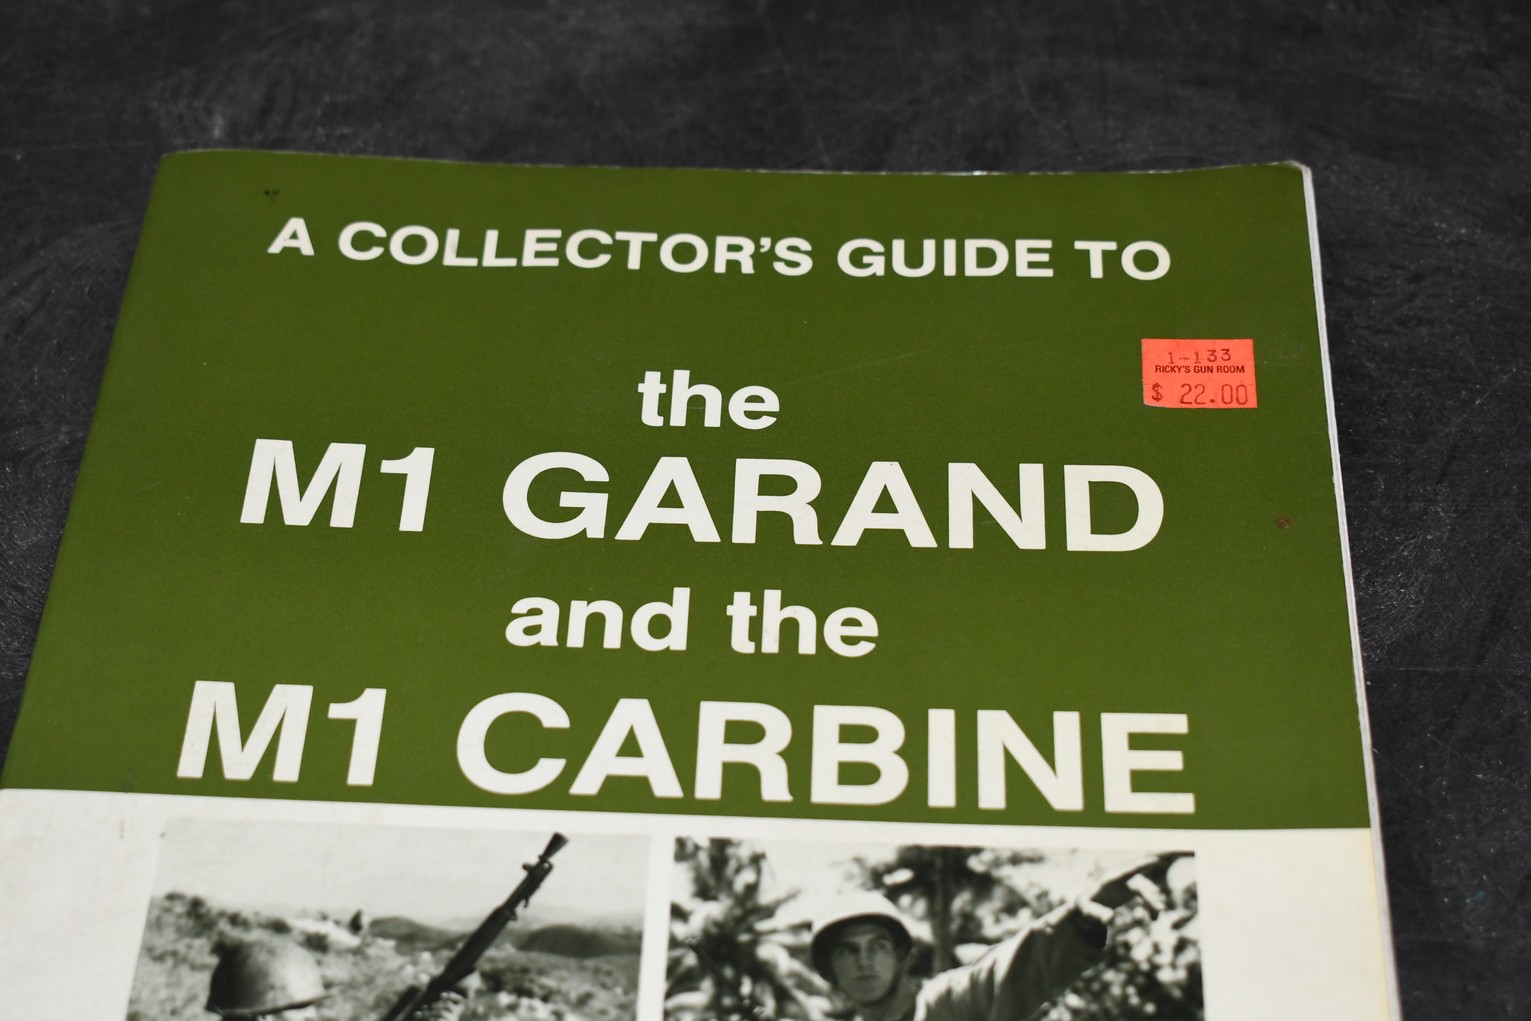 A COLLECTOR'S GUIDE TO
the
M1 GARAND
and the
M1 CARBINE
1-133
RICKY'S GUN ROOM
$ 22.00